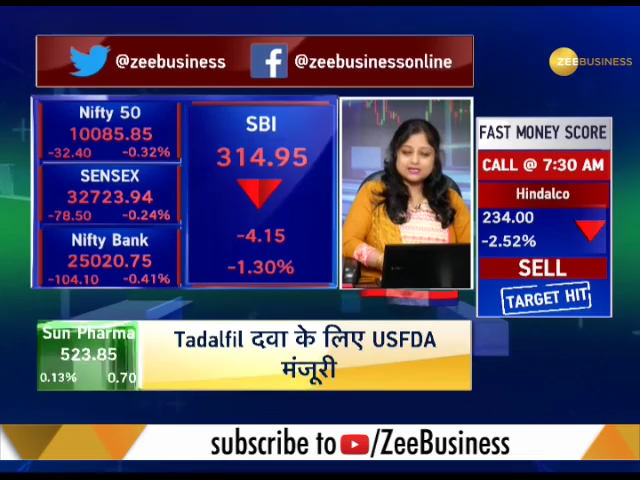 @zeebusiness
@zeebusinessonline
ZEEBUSINESS
Nifty 50
10085.85
-32.40 -0.32%
SENSEX
32723.94
-78.50 -0.24%
Nifty Bank
25020.75
-104.10 -0.41%
SBI
314.95
-4.15
-1.30%
FAST MONEY SCORE
CALL @ 7:30 AM
Hindalco
234.00
-2.52%
SELL
TARGET HIT
Sun Pharma
523.85
0.13% 0.70
Tadalfil दवा के लिए USFDA
मंजूरी
subscribe to /ZeeBusiness